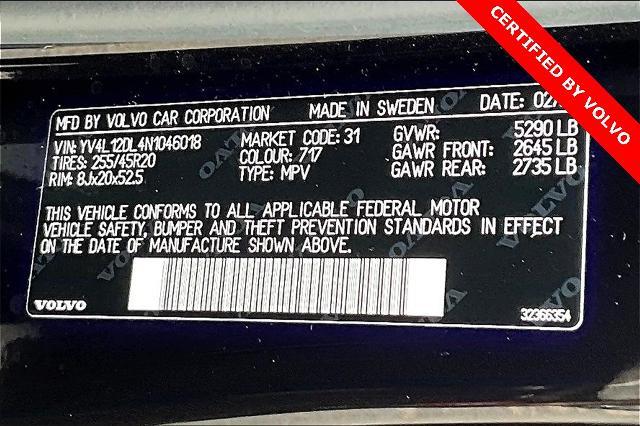 CERTIFIED BY VOLVO
MFD BY VOLVO CAR CORPORATION MADE IN SWEDEN DATE:
VIN: YV4L12DL4N1046018 MARKET CODE: 31 GVWR: 5290 LB
TIRES: 255/45R20 COLOUR: 717 GAWR FRONT: 2645 LB
RIM: 8Jx20x52.5 TYPE: MPV GAWR REAR: 2735 LB
THIS VEHICLE CONFORMS TO ALL APPLICABLE FEDERAL MOTOR
VEHICLE SAFETY, BUMPER AND THEFT PREVENTION STANDARDS IN EFFECT
ON THE DATE OF MANUFACTURE SHOWN ABOVE.
VOLVO 32366354